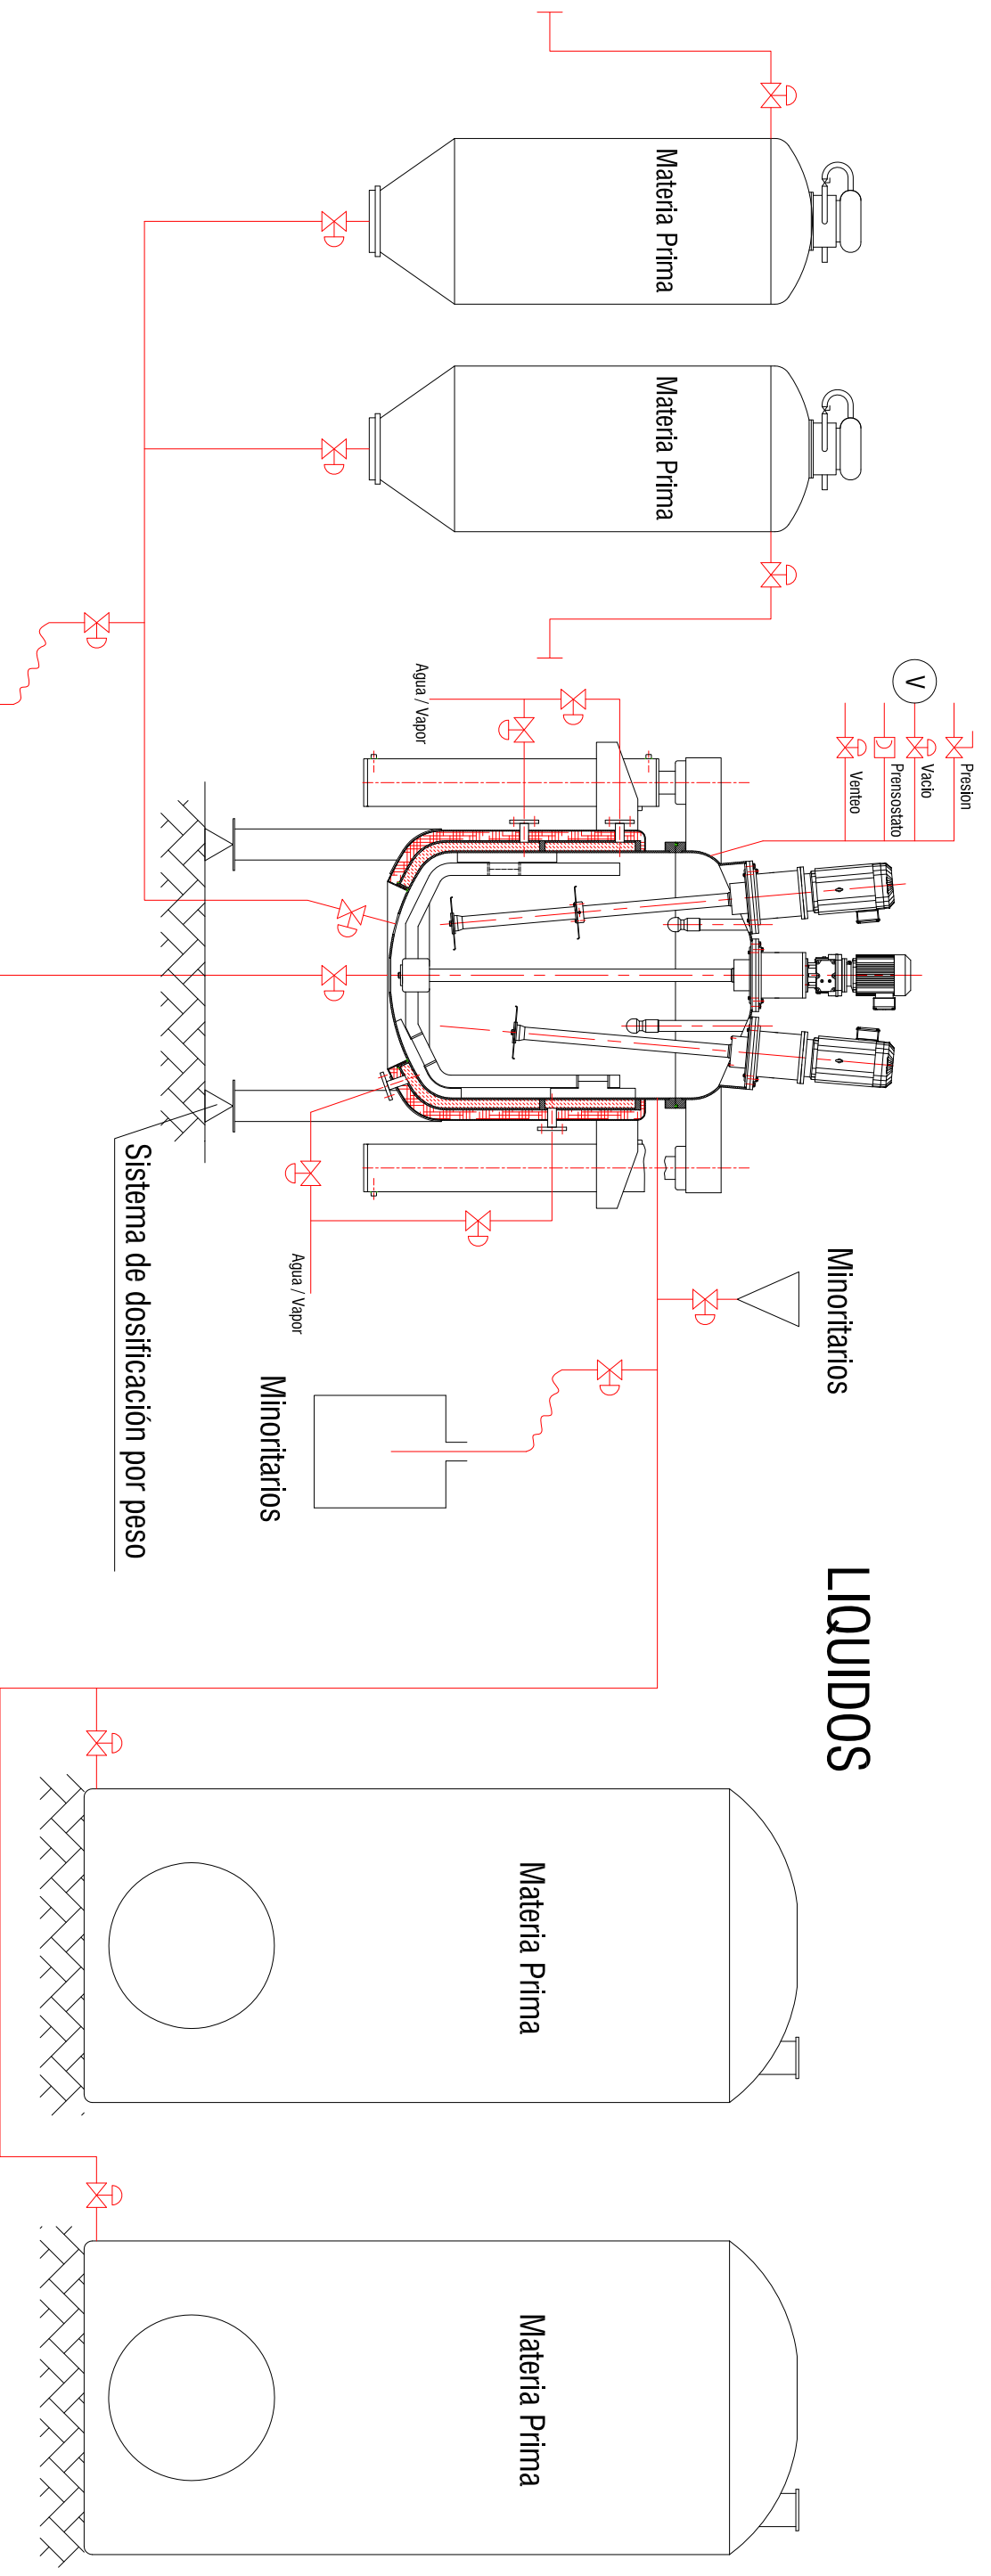 Materia Prima
Materia Prima
V
Presion
Vacio
Prensostato
Venteo
Agua / Vapor
Agua / Vapor
Sistema de dosificación por peso
Minoritarios
Minoritarios
LIQUIDOS
Materia Prima
Materia Prima